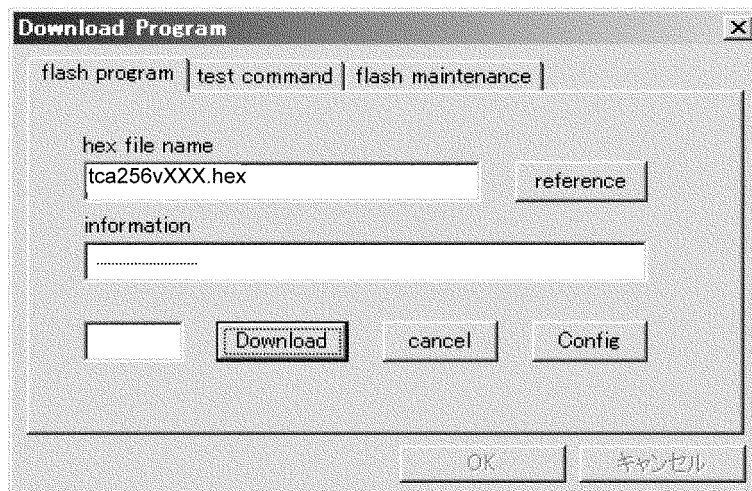 Download Program
flash program test command flash maintenance
hex file name
tca256vXXX.hex reference
information
..........................
Download cancel Config
OK キャンセル